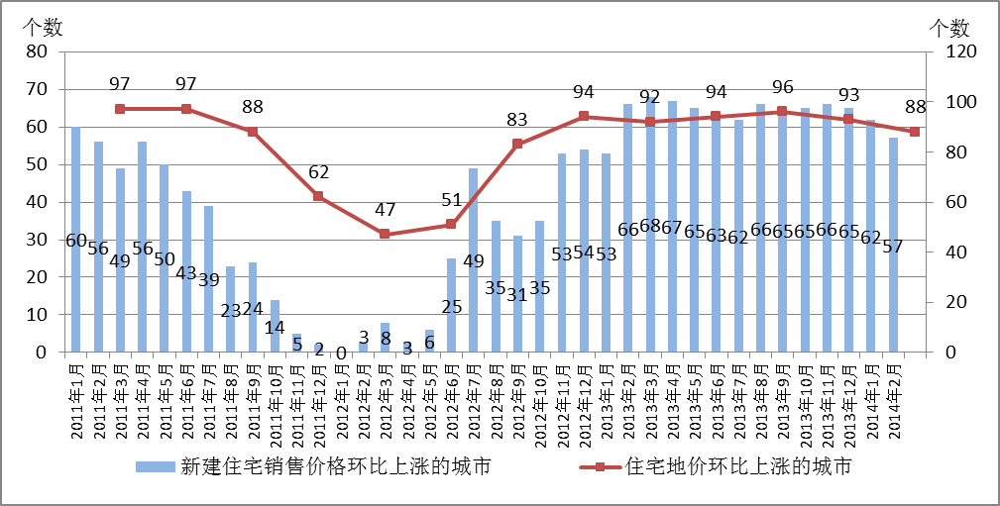 个数
个数
80
70
60
50
40
30
20
10
0
120
100
80
60
40
20
0
97
97
88
62
47
51
83
94
92
94
96
93
88
60
56
49
56
50
43
39
23
24
14
5
2
0
3
8
3
6
25
49
35
31
35
53
54
53
66
68
67
65
63
62
66
65
65
66
65
62
57
2011年1月
2011年2月
2011年3月
2011年4月
2011年5月
2011年6月
2011年7月
2011年8月
2011年9月
2011年10月
2011年11月
2011年12月
2012年1月
2012年2月
2012年3月
2012年4月
2012年5月
2012年6月
2012年7月
2012年8月
2012年9月
2012年10月
2012年11月
2012年12月
2013年1月
2013年2月
2013年3月
2013年4月
2013年5月
2013年6月
2013年7月
2013年8月
2013年9月
2013年10月
2013年11月
2013年12月
2014年1月
2014年2月
新建住宅销售价格环比上涨的城市
住宅地价环比上涨的城市